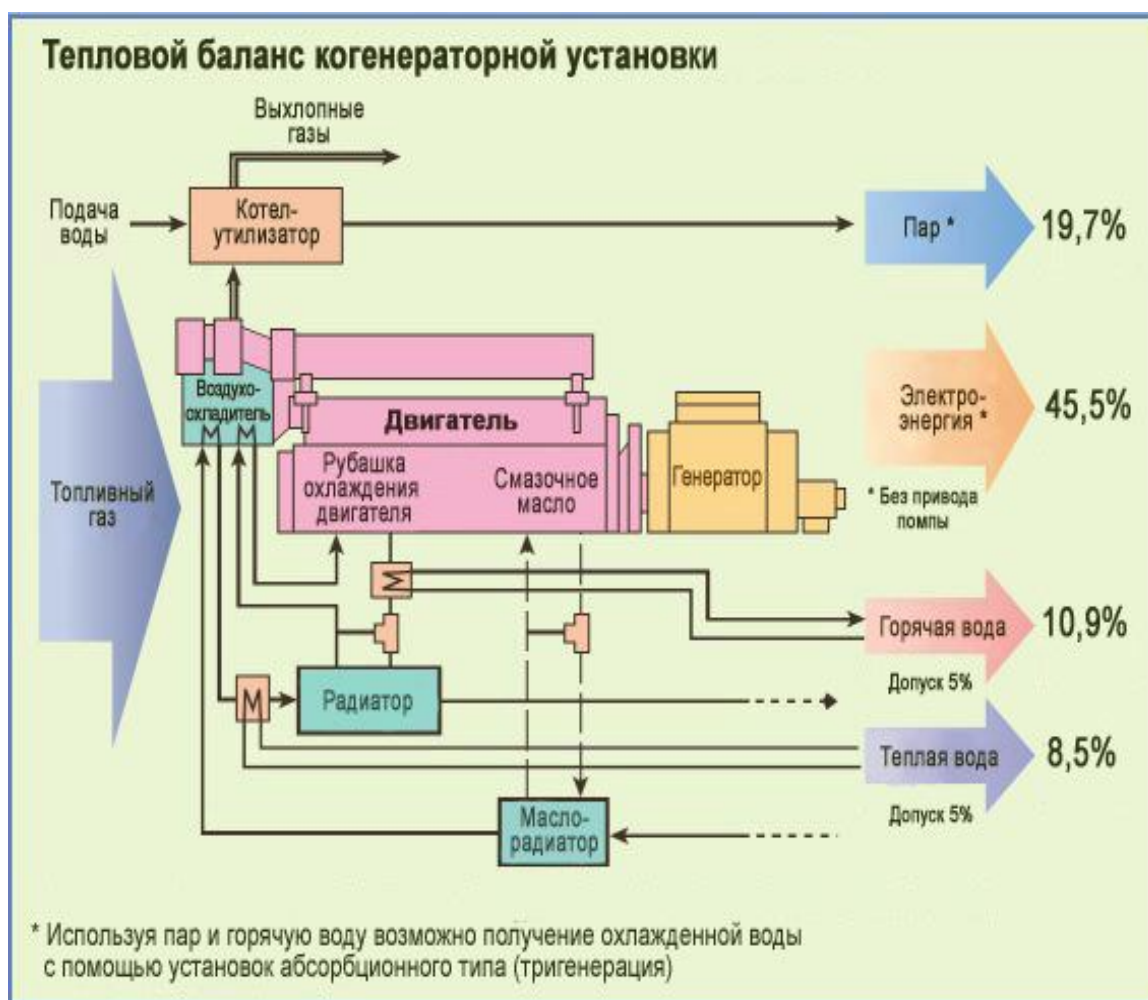 Тепловой баланс когенераторной установки
Выхлопные
газы
Подача
воды
Котел-
утилизатор
Пар *
19,7%
Воздухо-
охладитель
Двигатель
Электро-
энергия *
45,5%
Топливный
газ
Рубашка
охлаждения
двигателя
Смазочное
масло
Генератор
* Без привода
помпы
Горячая вода
10,9%
Допуск 5%
Радиатор
Теплая вода
8,5%
Допуск 5%
Масло-
радиатор
* Используя пар и горячую воду возможно получение охлажденной воды
с помощью установок абсорбционного типа (тригенерация)